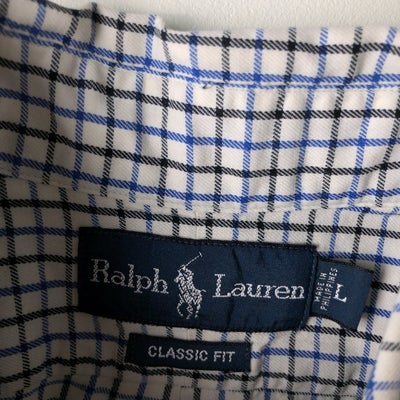 Ralph Lauren
L
MADE IN
PHILIPPINES
CLASSIC FIT